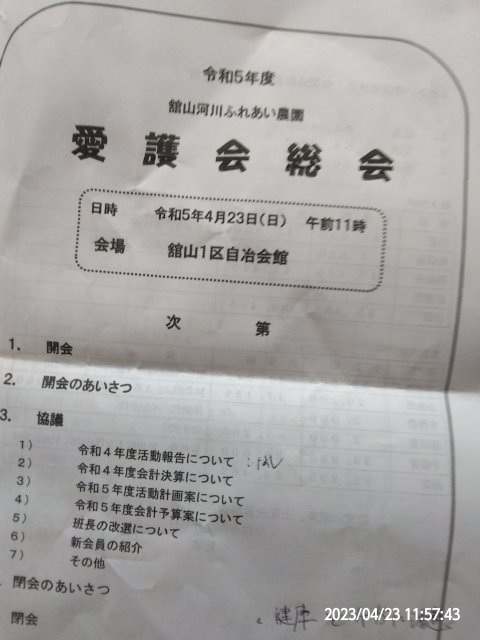 令和5年度
舘山河川ふれあい農園
愛護会総会
日時 令和5年4月23日(日) 午前11時
会場 舘山1区自治会館
次 第
1. 開会
2. 開会のあいさつ
3. 協議
1) 令和4年度活動報告について
2) 令和4年度会計決算について
3) 令和5年度活動計画案について
4) 令和5年度会計予算案について
5) 班長の改選について
6) 新会員の紹介
7) その他
. 閉会のあいさつ
閉会
健康
2023/04/23 11:57:43